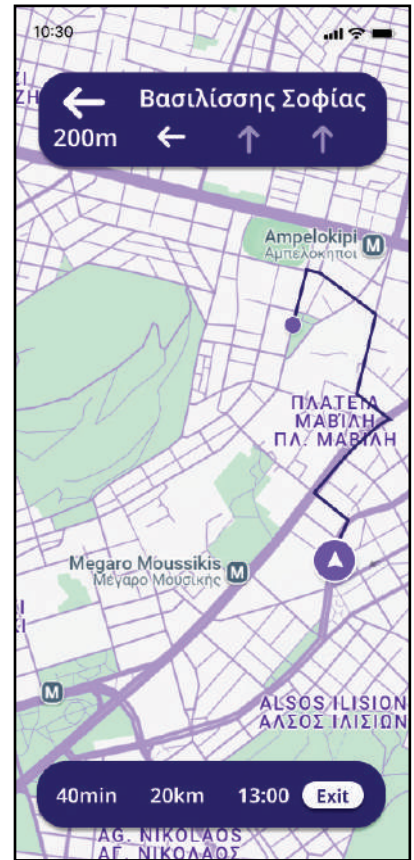 10:30
Βασιλίσσης Σοφίας
200m
Ampelokipi
Αμπελόκηποι
ΠΛΑΤΕΙΑ
ΜΑΒΙΛΗ
ΠΛ. ΜΑΒΙΛΗ
Megaro Moussikis
Μέγαρο Μουσικής
ALSOS ILISION
ΑΛΣΟΣ ΙΛΙΣΙΩΝ
40min 20km 13:00 Exit
AG. NIKOLAOS
ΑΓ. ΝΙΚΟΛΑΟΣ